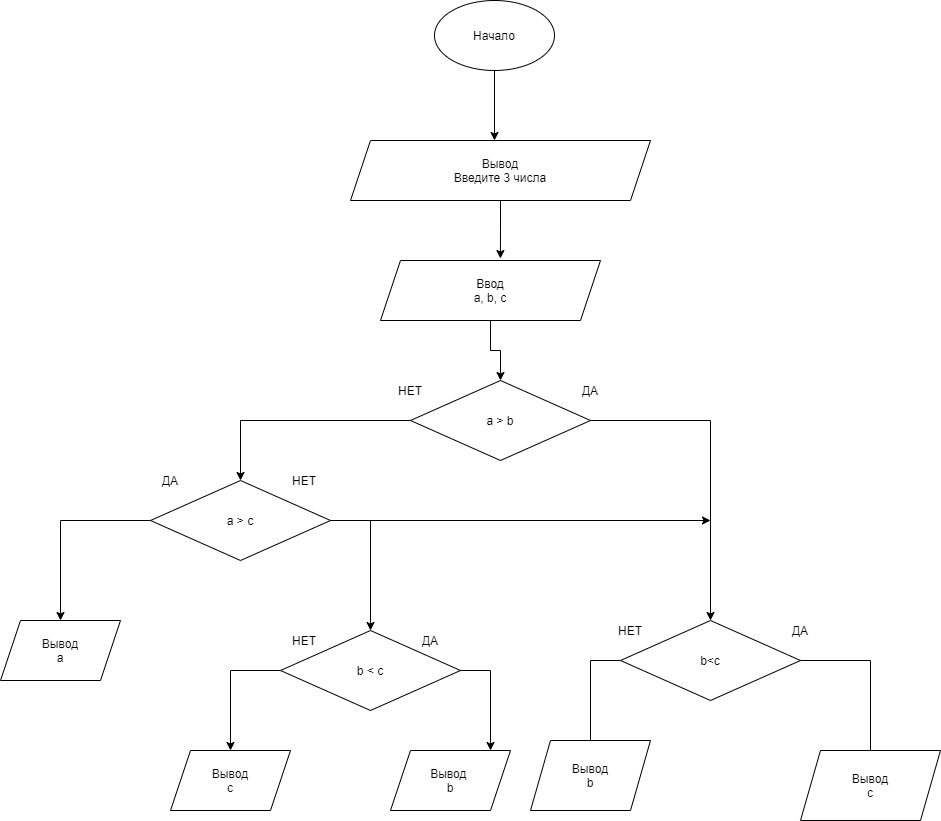 Начало
Вывод
Введите 3 числа
Ввод
a, b, c
НЕТ
ДА
a > b
ДА
НЕТ
a > c
НЕТ
ДА
НЕТ
ДА
Вывод
a
b < c
b<c
Вывод
c
Вывод
b
Вывод
b
Вывод
c